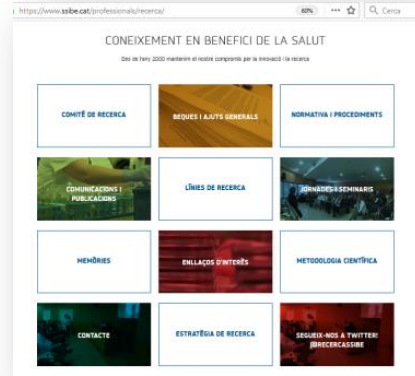 https://www.ssibe.cat/professionals/recerca/
60%
Cerca
CONEIXEMENT EN BENEFICI DE LA SALUT
Des de l'any 2000 mantenim el nostre compromís per la innovació i la recerca
COMITÈ DE RECERCA
BEQUES I AJUTS GENERALS
NORMATIVA I PROCEDIMENTS
COMUNICACIONS I
PUBLICACIONS
LÍNIES DE RECERCA
JORNADES I SEMINARIS
MEMÒRIES
ENLLAÇOS D'INTERÈS
METODOLOGIA CIENTÍFICA
CONTACTE
ESTRATÈGIA DE RECERCA
SEGUEIX-NOS A TWITTER!
@RECERCASSIBE